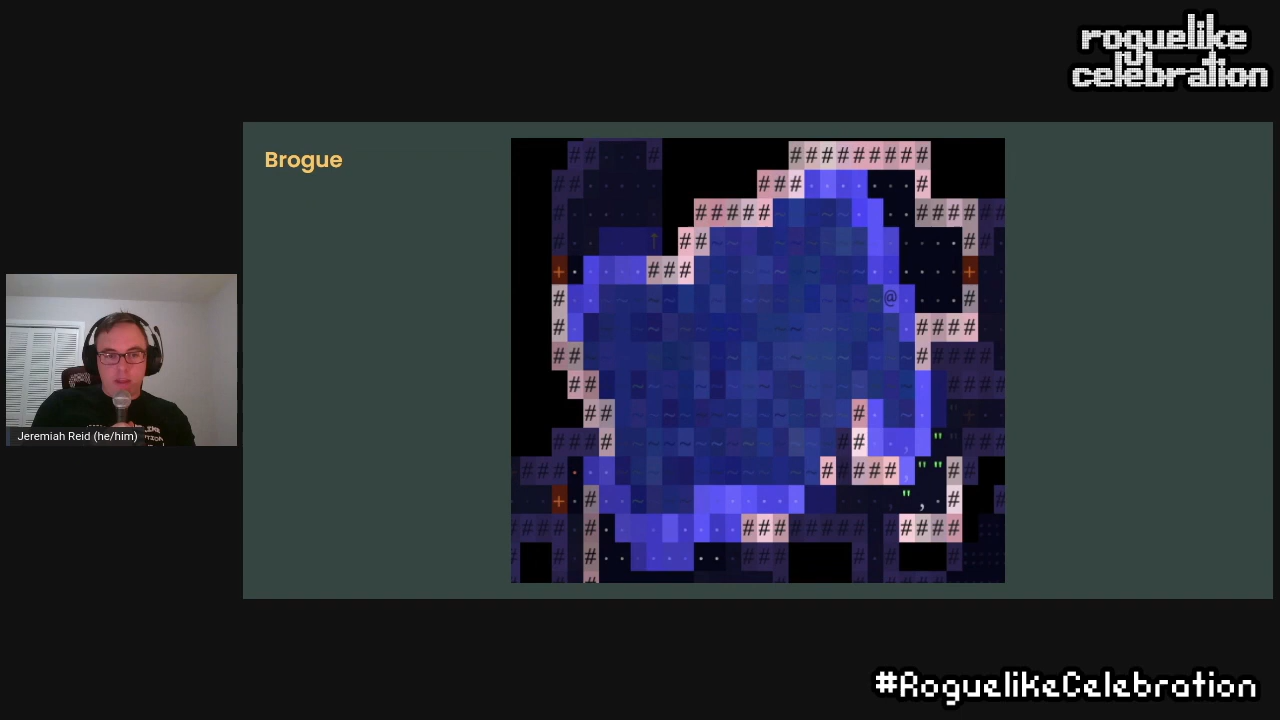 roguelike
celebration
Brogue
Jeremiah Reid (he/him)
#RoguelikeCelebration